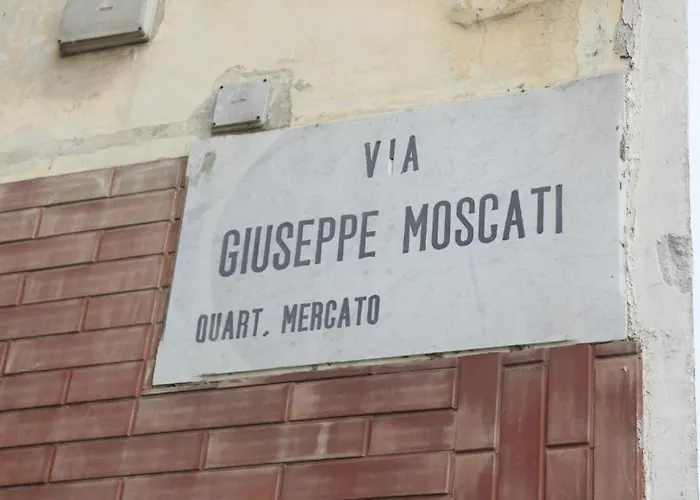 VIA
GIUSEPPE MOSCATI
QUART. MERCATO